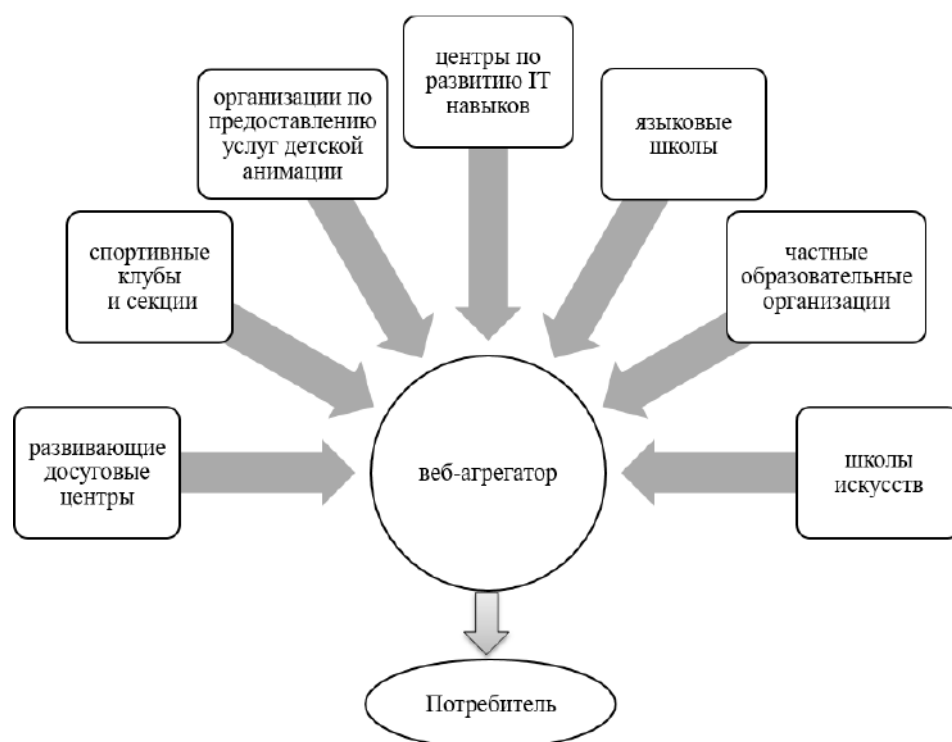 центры по
развитию IT
навыков
организации по
предоставлению
услуг детской
анимации
языковые
школы
спортивные
клубы
и секции
частные
образовательные
организации
развивающие
досуговые
центры
веб-агрегатор
школы
искусств
Потребитель